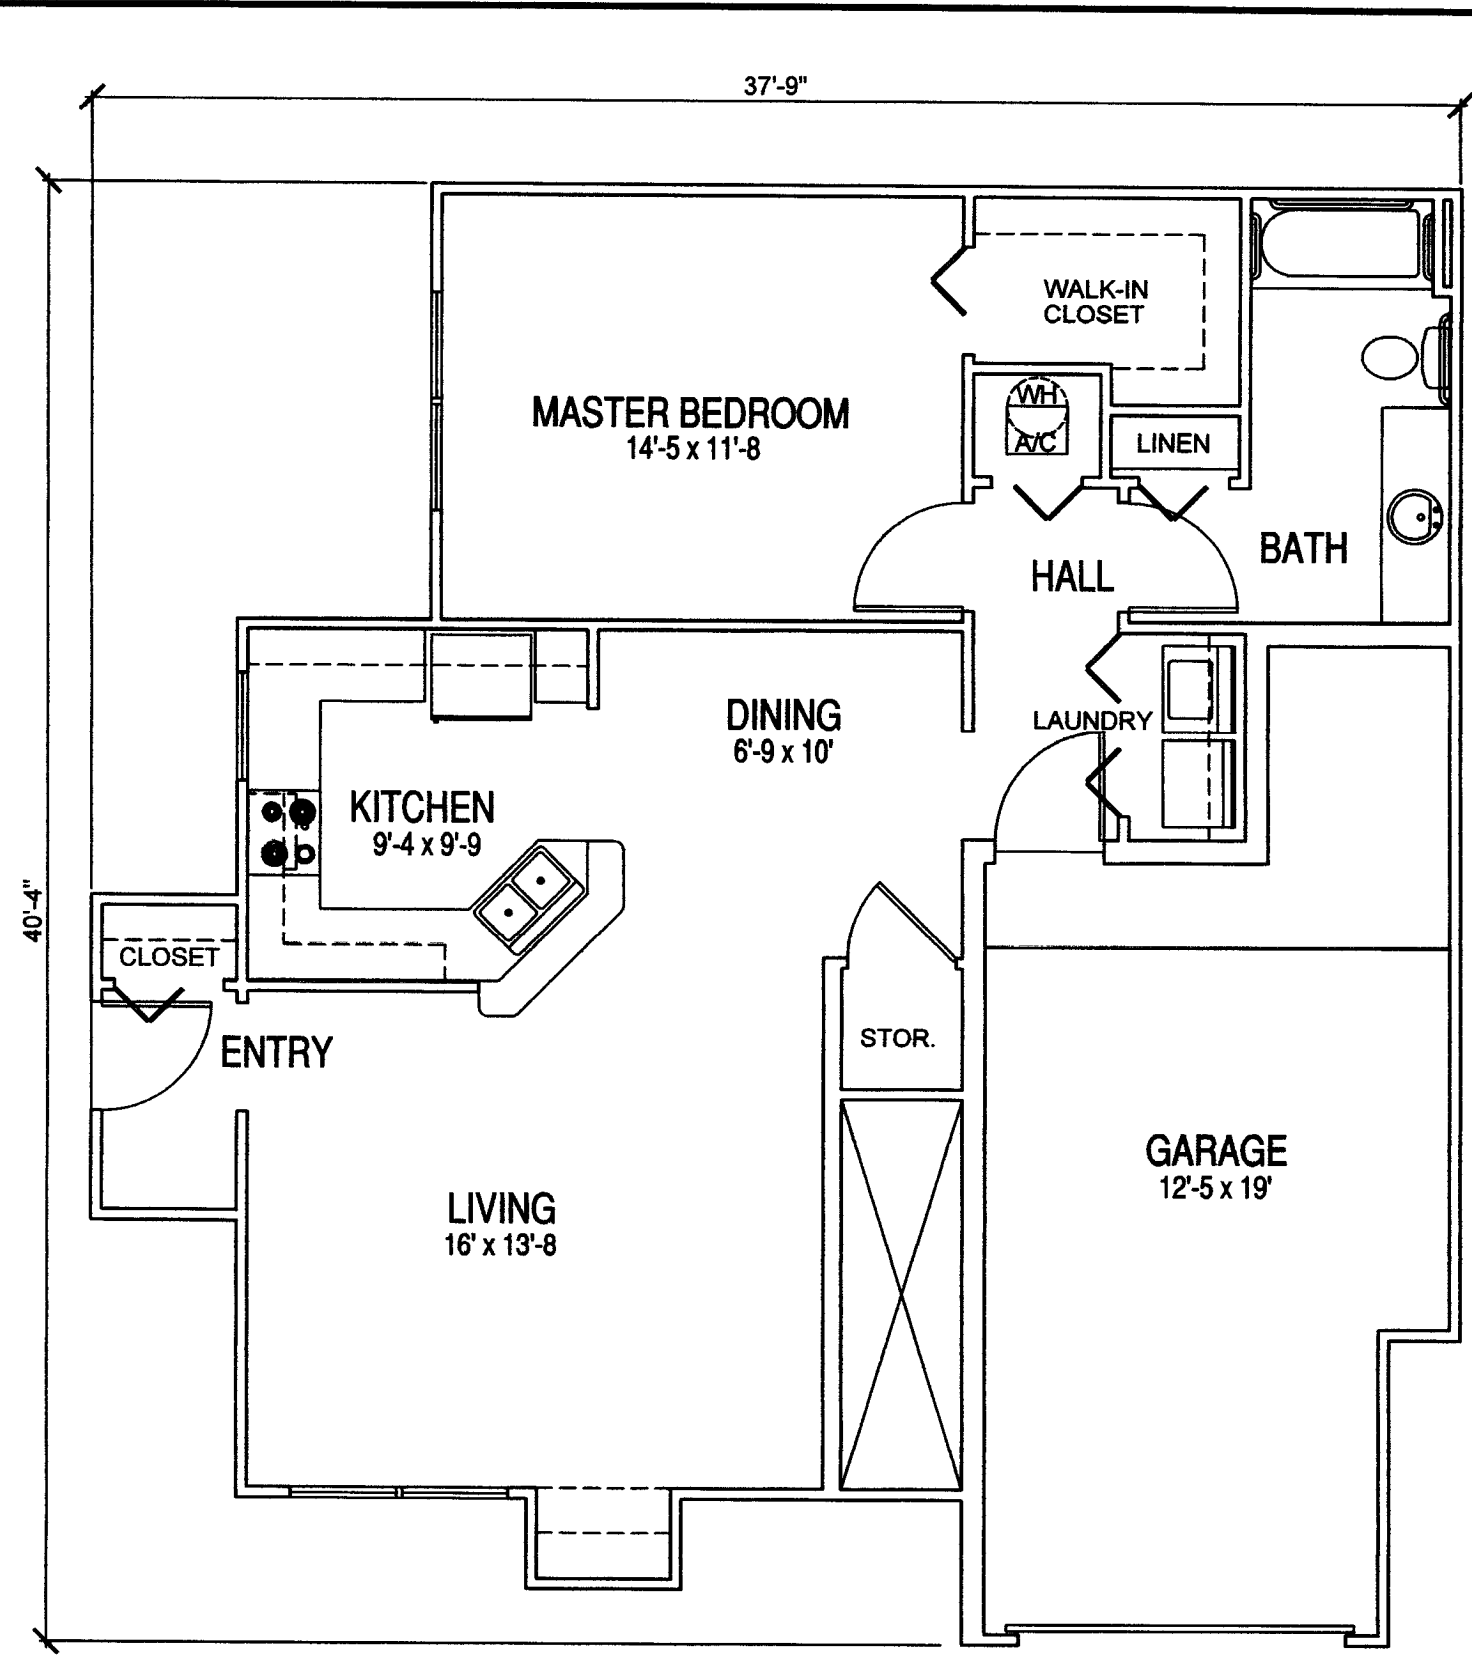 37'-9"
WALK-IN
CLOSET
MASTER BEDROOM
14'-5 x 11'-8
WH
A/C
LINEN
BATH
HALL
DINING
6'-9 x 10'
LAUNDRY
KITCHEN
9'-4 x 9'-9
40'-4"
CLOSET
ENTRY
STOR.
GARAGE
12'-5 x 19'
LIVING
16' x 13'-8